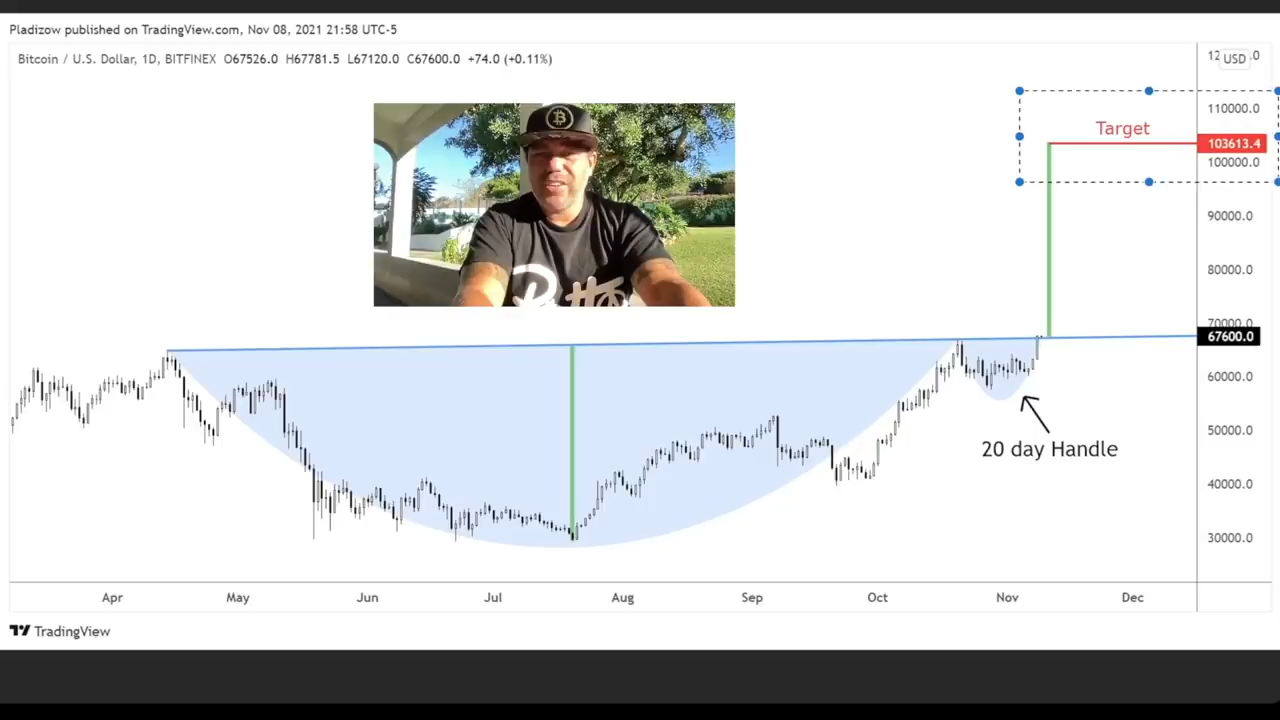 Pladizow published on TradingView.com, Nov 08, 2021 21:58 UTC-5
Bitcoin / U.S. Dollar, 1D, BITFINEX O67526.0 H67781.5 L67120.0 C67600.0 +74.0 (+0.11%)
USD
110000.0
Target
103613.4
100000.0
90000.0
80000.0
70000.0
67600.0
60000.0
50000.0
20 day Handle
40000.0
30000.0
Apr May Jun Jul Aug Sep Oct Nov Dec
TradingView